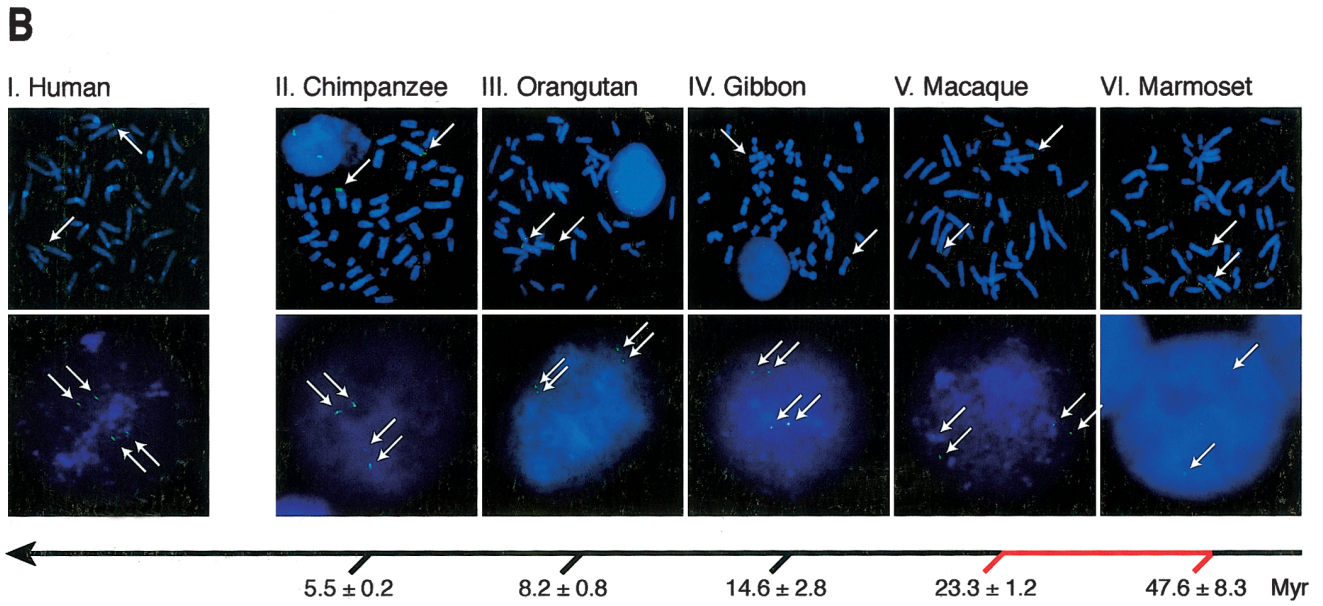 B
I. Human
II. Chimpanzee
III. Orangutan
IV. Gibbon
V. Macaque
VI. Marmoset
5.5 ± 0.2
8.2 ± 0.8
14.6 ± 2.8
23.3 ± 1.2
47.6 ± 8.3
Myr